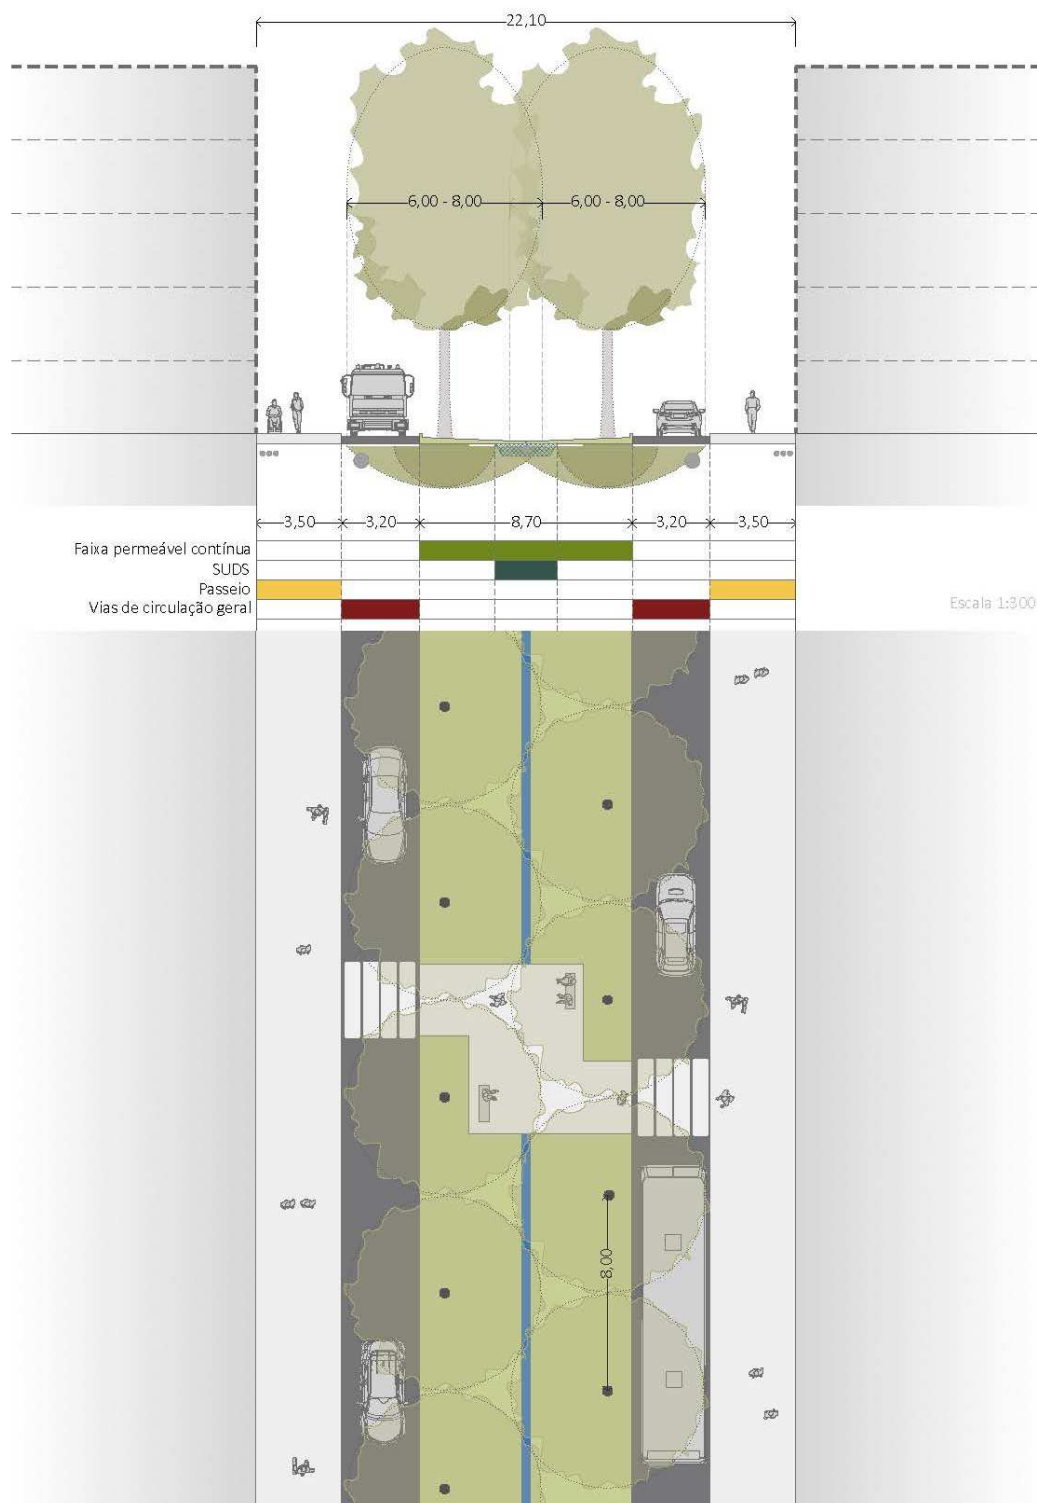 22,10
6,00 - 8,00 6,00 - 8,00
3,50 3,20 8,70 3,20 3,50
Faixa permeável contínua
SUDS
Passeio
Vias de circulação geral
Escala 1:300
8,00